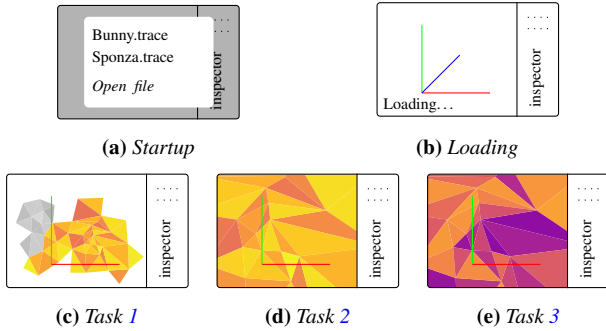 Bunny.trace
Sponza.trace
Open file
inspector
Loading...
inspector
(a) Startup
(b) Loading
inspector
inspector
inspector
(c) Task 1
(d) Task 2
(e) Task 3